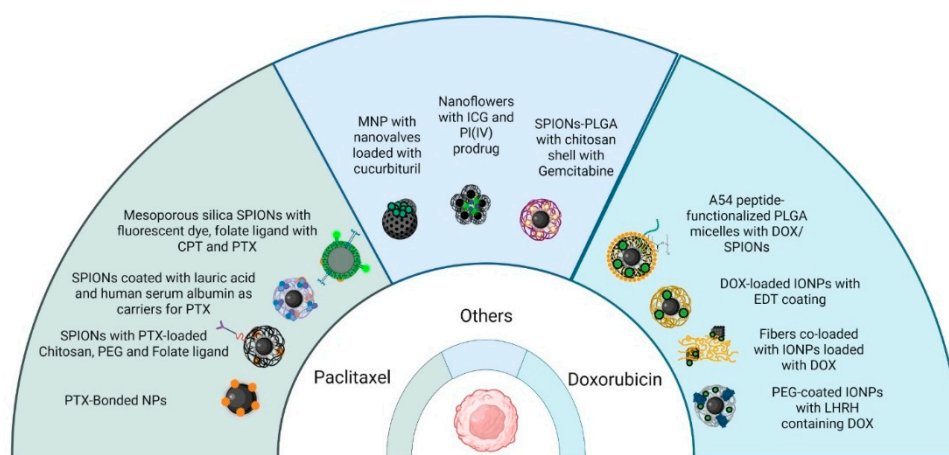 MNP with
nanovalves
loaded with
cucurbituril
Nanoflowers
with ICG and
Pl(IV)
prodrug
SPIONs-PLGA
with chitosan
shell with
Gemcitabine
Mesoporous silica SPIONs with
fluorescent dye, folate ligand with
CPT and PTX
SPIONs coated with lauric acid
and human serum albumin as
carriers for PTX
SPIONs with PTX-loaded
Chitosan, PEG and Folate ligand
PTX-Bonded NPs
A54 peptide-
functionalized PLGA
micelles with DOX/
SPIONs
DOX-loaded IONPs with
EDT coating
Fibers co-loaded
with IONPs loaded
with DOX
PEG-coated IONPs
with LHRH
containing DOX
Others
Paclitaxel
Doxorubicin